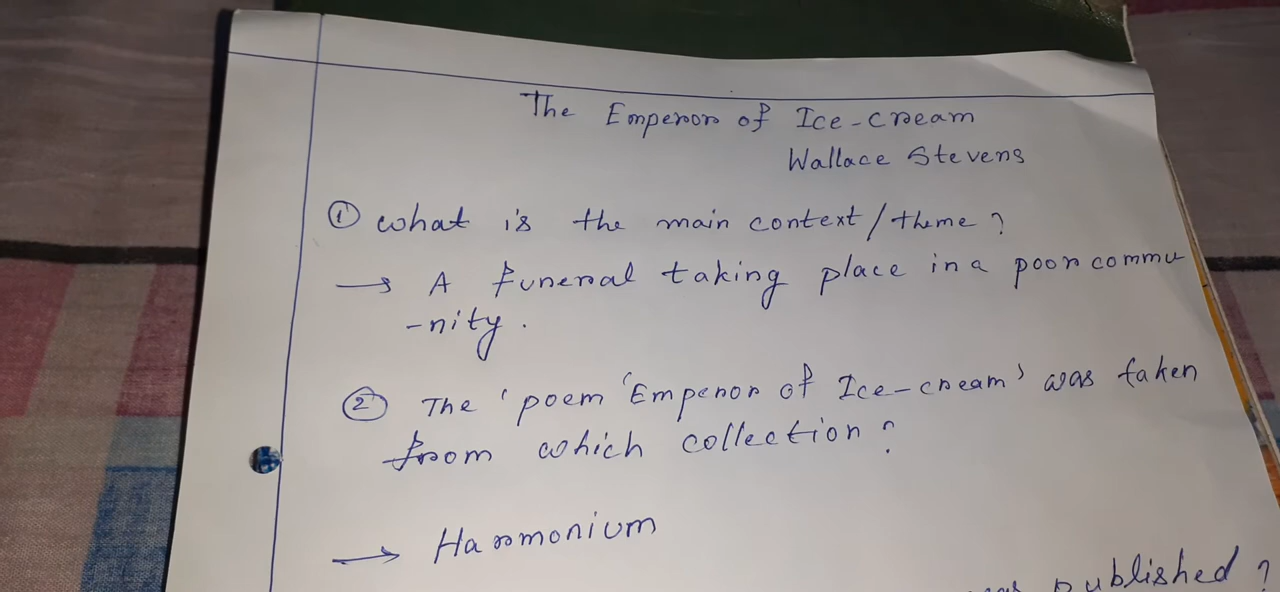 The Emperor of Ice-cream
Wallace Stevens
① What is the main context/theme?
→ A funeral taking place in a poor commu
-nity.
② The 'poem 'Emperor of Ice-cream' was taken
from which collection?
→ Harmonium
was published?